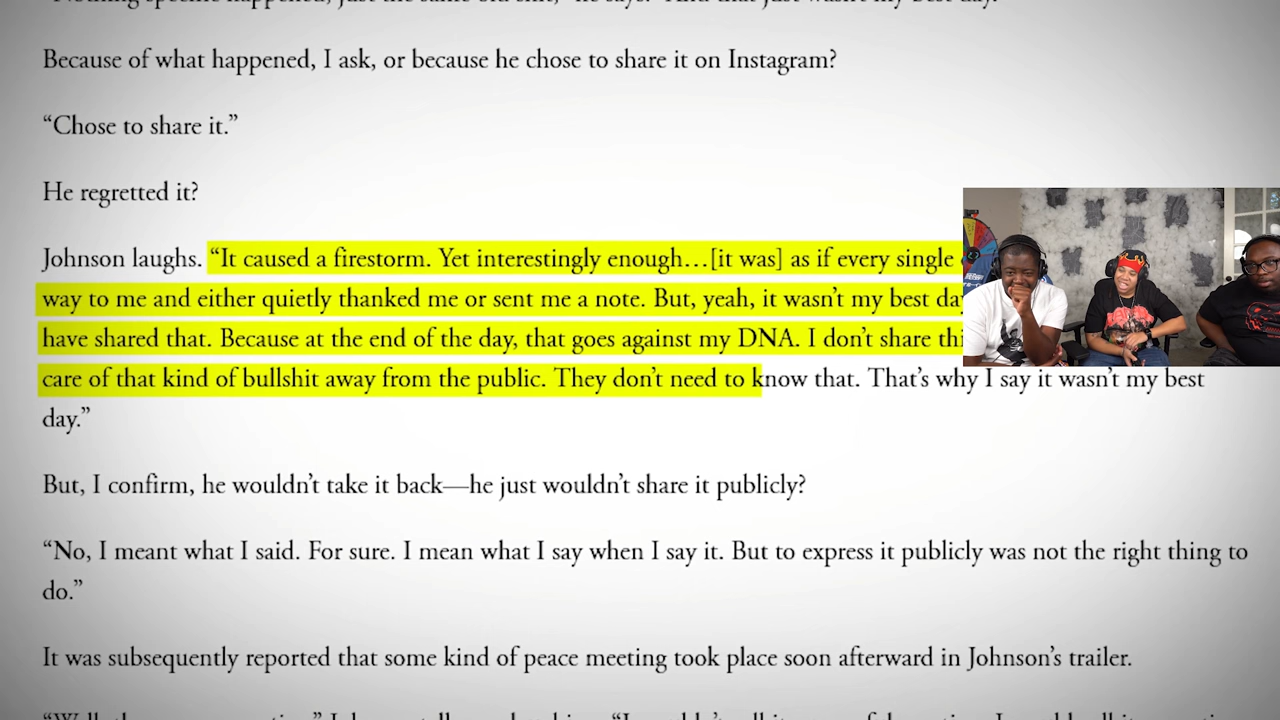 Because of what happened, I ask, or because he chose to share it on Instagram?
“Chose to share it.”
He regretted it?
Johnson laughs. “It caused a firestorm. Yet interestingly enough…[it was] as if every single
way to me and either quietly thanked me or sent me a note. But, yeah, it wasn’t my best
have shared that. Because at the end of the day, that goes against my DNA. I don’t share
care of that kind of bullshit away from the public. They don’t need to know that. That’s why I say it wasn’t my best
day.”
But, I confirm, he wouldn’t take it back—he just wouldn’t share it publicly?
“No, I meant what I said. For sure. I mean what I say when I say it. But to express it publicly was not the right thing to
do.”
It was subsequently reported that some kind of peace meeting took place soon afterward in Johnson’s trailer.